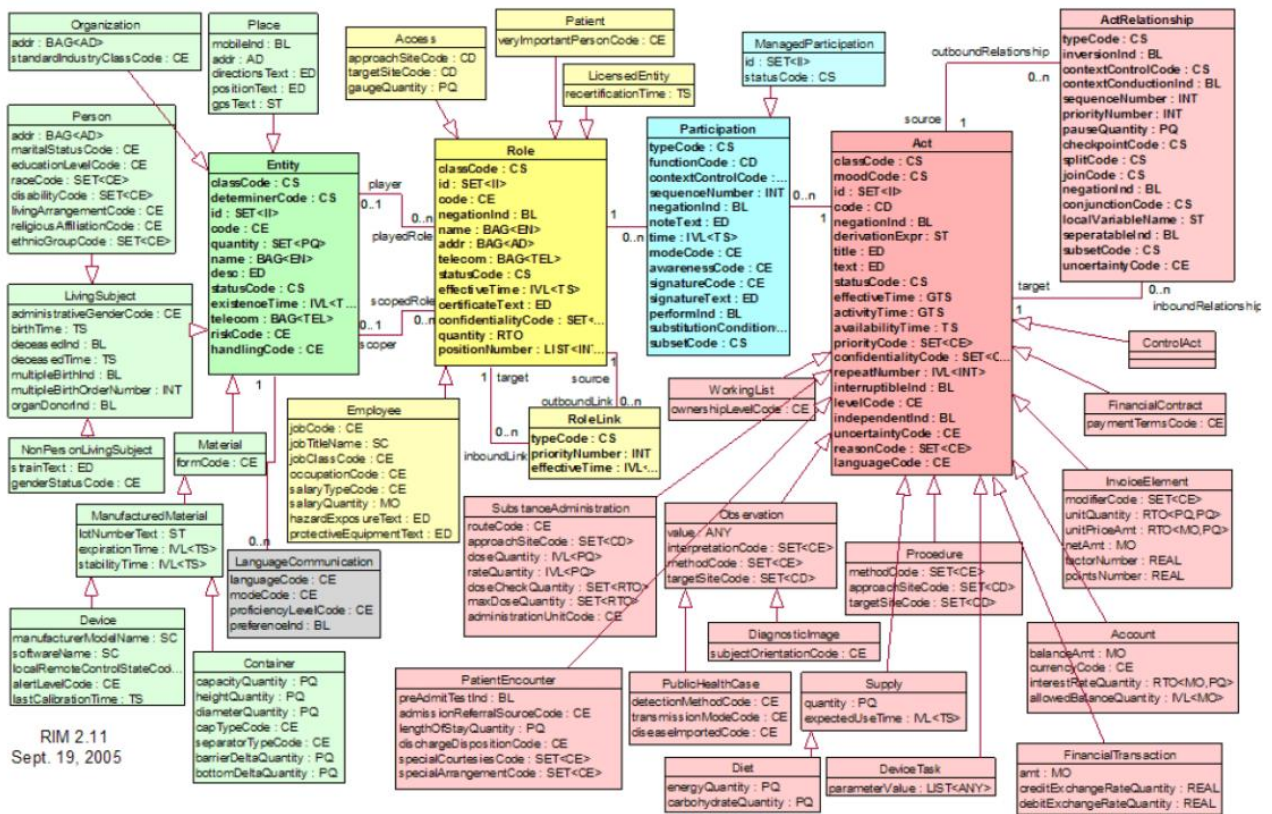 Organization
addr : BAG<AD>
standardIndustryClassCode : CE
Place
mobileInd : BL
addr : AD
directionsText : ED
positionText : ED
gpsText : ST
Access
approachSiteCode : CD
targetSiteCode : CD
gaugeQuantity : PQ
Patient
veryImportantPersonCode : CE
LicensedEntity
recertificationTime : TS
ManagedParticipation
id : SET<II>
statusCode : CS
ActRelationship
typeCode : CS
inversionInd : BL
contextControlCode : CS
contextConductionInd : BL
sequenceNumber : INT
priorityNumber : INT
pauseQuantity : PQ
checkpointCode : CS
splitCode : CS
joinCode : CS
negationInd : BL
conjunctionCode : CS
localVariableName : ST
seperatableInd : BL
subsetCode : CS
uncertaintyCode : CE
outboundRelationship
0..n
source
1
Person
addr : BAG<AD>
maritalStatusCode : CE
educationLevelCode : CE
raceCode : SET<CE>
disabilityCode : SET<CE>
livingArrangementCode : CE
religiousAffiliationCode : CE
ethnicGroupCode : SET<CE>
Entity
classCode : CS
determinerCode : CS
id : SET<II>
code : CE
quantity : SET<PQ>
name : BAG<EN>
desc : ED
statusCode : CS
existenceTime : IVL<T...
telecom : BAG<TEL>
riskCode : CE
handlingCode : CE
player
0..1
0..n
playedRole
scopedRole
0..1
0..n
scoper
Role
classCode : CS
id : SET<II>
code : CE
negationInd : BL
name : BAG<EN>
addr : BAG<AD>
telecom : BAG<TEL>
statusCode : CS
effectiveTime : IVL<TS>
certificateText : ED
confidentialityCode : SET<...
quantity : RTO
positionNumber : LIST<IN...
1
0..n
Participation
typeCode : CS
functionCode : CD
contextControlCode :...
sequenceNumber : INT
negationInd : BL
noteText : ED
time : IVL<TS>
modeCode : CE
awarenessCode : CE
signatureCode : CE
signatureText : ED
performInd : BL
substitutionCondition...
subsetCode : CS
0..n
1
Act
classCode : CS
moodCode : CS
id : SET<II>
code : CD
negationInd : BL
derivationExpr : ST
title : ED
text : ED
statusCode : CS
effectiveTime : GTS
activityTime : GTS
availabilityTime : TS
priorityCode : SET<CE>
confidentialityCode : SET<C...
repeatNumber : IVL<INT>
interruptibleInd : BL
levelCode : CE
independentInd : BL
uncertaintyCode : CE
reasonCode : SET<CE>
languageCode : CE
target
0..n
1
inboundRelationship
ControlAct
LivingSubject
administrativeGenderCode : CE
birthTime : TS
deceasedInd : BL
deceasedTime : TS
multipleBirthInd : BL
multipleBirthOrderNumber : INT
organDonorInd : BL
1
1
target
1
source
outboundLink
0..n
0..n
inboundLink
RoleLink
typeCode : CS
priorityNumber : INT
effectiveTime : IVL<...
WorkingList
ownershipLevelCode : CE
FinancialContract
paymentTermsCode : CE
NonPersonLivingSubject
strainText : ED
genderStatusCode : CE
Material
formCode : CE
Employee
jobCode : CE
jobTitleName : SC
jobClassCode : CE
occupationCode : CE
salaryTypeCode : CE
salaryQuantity : MO
hazardExposureText : ED
protectiveEquipmentText : ED
InvoiceElement
modifierCode : SET<CE>
unitQuantity : RTO<PQ,PQ>
unitPriceAmt : RTO<MO,PQ>
netAmt : MO
factorNumber : REAL
pointsNumber : REAL
ManufacturedMaterial
lotNumberText : ST
expirationTime : IVL<TS>
stabilityTime : IVL<TS>
0..n
LanguageCommunication
languageCode : CE
modeCode : CE
proficiencyLevelCode : CE
preferenceInd : BL
SubstanceAdministration
routeCode : CE
approachSiteCode : SET<CD>
doseQuantity : IVL<PQ>
rateQuantity : IVL<PQ>
doseCheckQuantity : SET<RTO>
maxDoseQuantity : SET<RTO>
administrationUnitCode : CE
Observation
value : ANY
interpretationCode : SET<CE>
methodCode : SET<CE>
targetSiteCode : SET<CD>
Procedure
methodCode : SET<CE>
approachSiteCode : SET<CD>
targetSiteCode : SET<CD>
Device
manufacturerModelName : SC
softwareName : SC
localRemoteControlStateCod...
alertLevelCode : CE
lastCalibrationTime : TS
Container
capacityQuantity : PQ
heightQuantity : PQ
diameterQuantity : PQ
capTypeCode : CE
separatorTypeCode : CE
barrierDeltaQuantity : PQ
bottomDeltaQuantity : PQ
DiagnosticImage
subjectOrientationCode : CE
Account
balanceAmt : MO
currencyCode : CE
interestRateQuantity : RTO<MO,PQ>
allowedBalanceQuantity : IVL<MO>
PatientEncounter
preAdmitTestInd : BL
admissionReferralSourceCode : CE
lengthOfStayQuantity : PQ
dischargeDispositionCode : CE
specialCourtesiesCode : SET<CE>
specialArrangementCode : SET<CE>
PublicHealthCase
detectionMethodCode : CE
transmissionModeCode : CE
diseaseImportedCode : CE
Supply
quantity : PQ
expectedUseTime : IVL<TS>
RIM 2.11
Sept. 19, 2005
Diet
energyQuantity : PQ
carbohydrateQuantity : PQ
DeviceTask
parameterValue : LIST<ANY>
FinancialTransaction
amt : MO
creditExchangeRateQuantity : REAL
debitExchangeRateQuantity : REAL